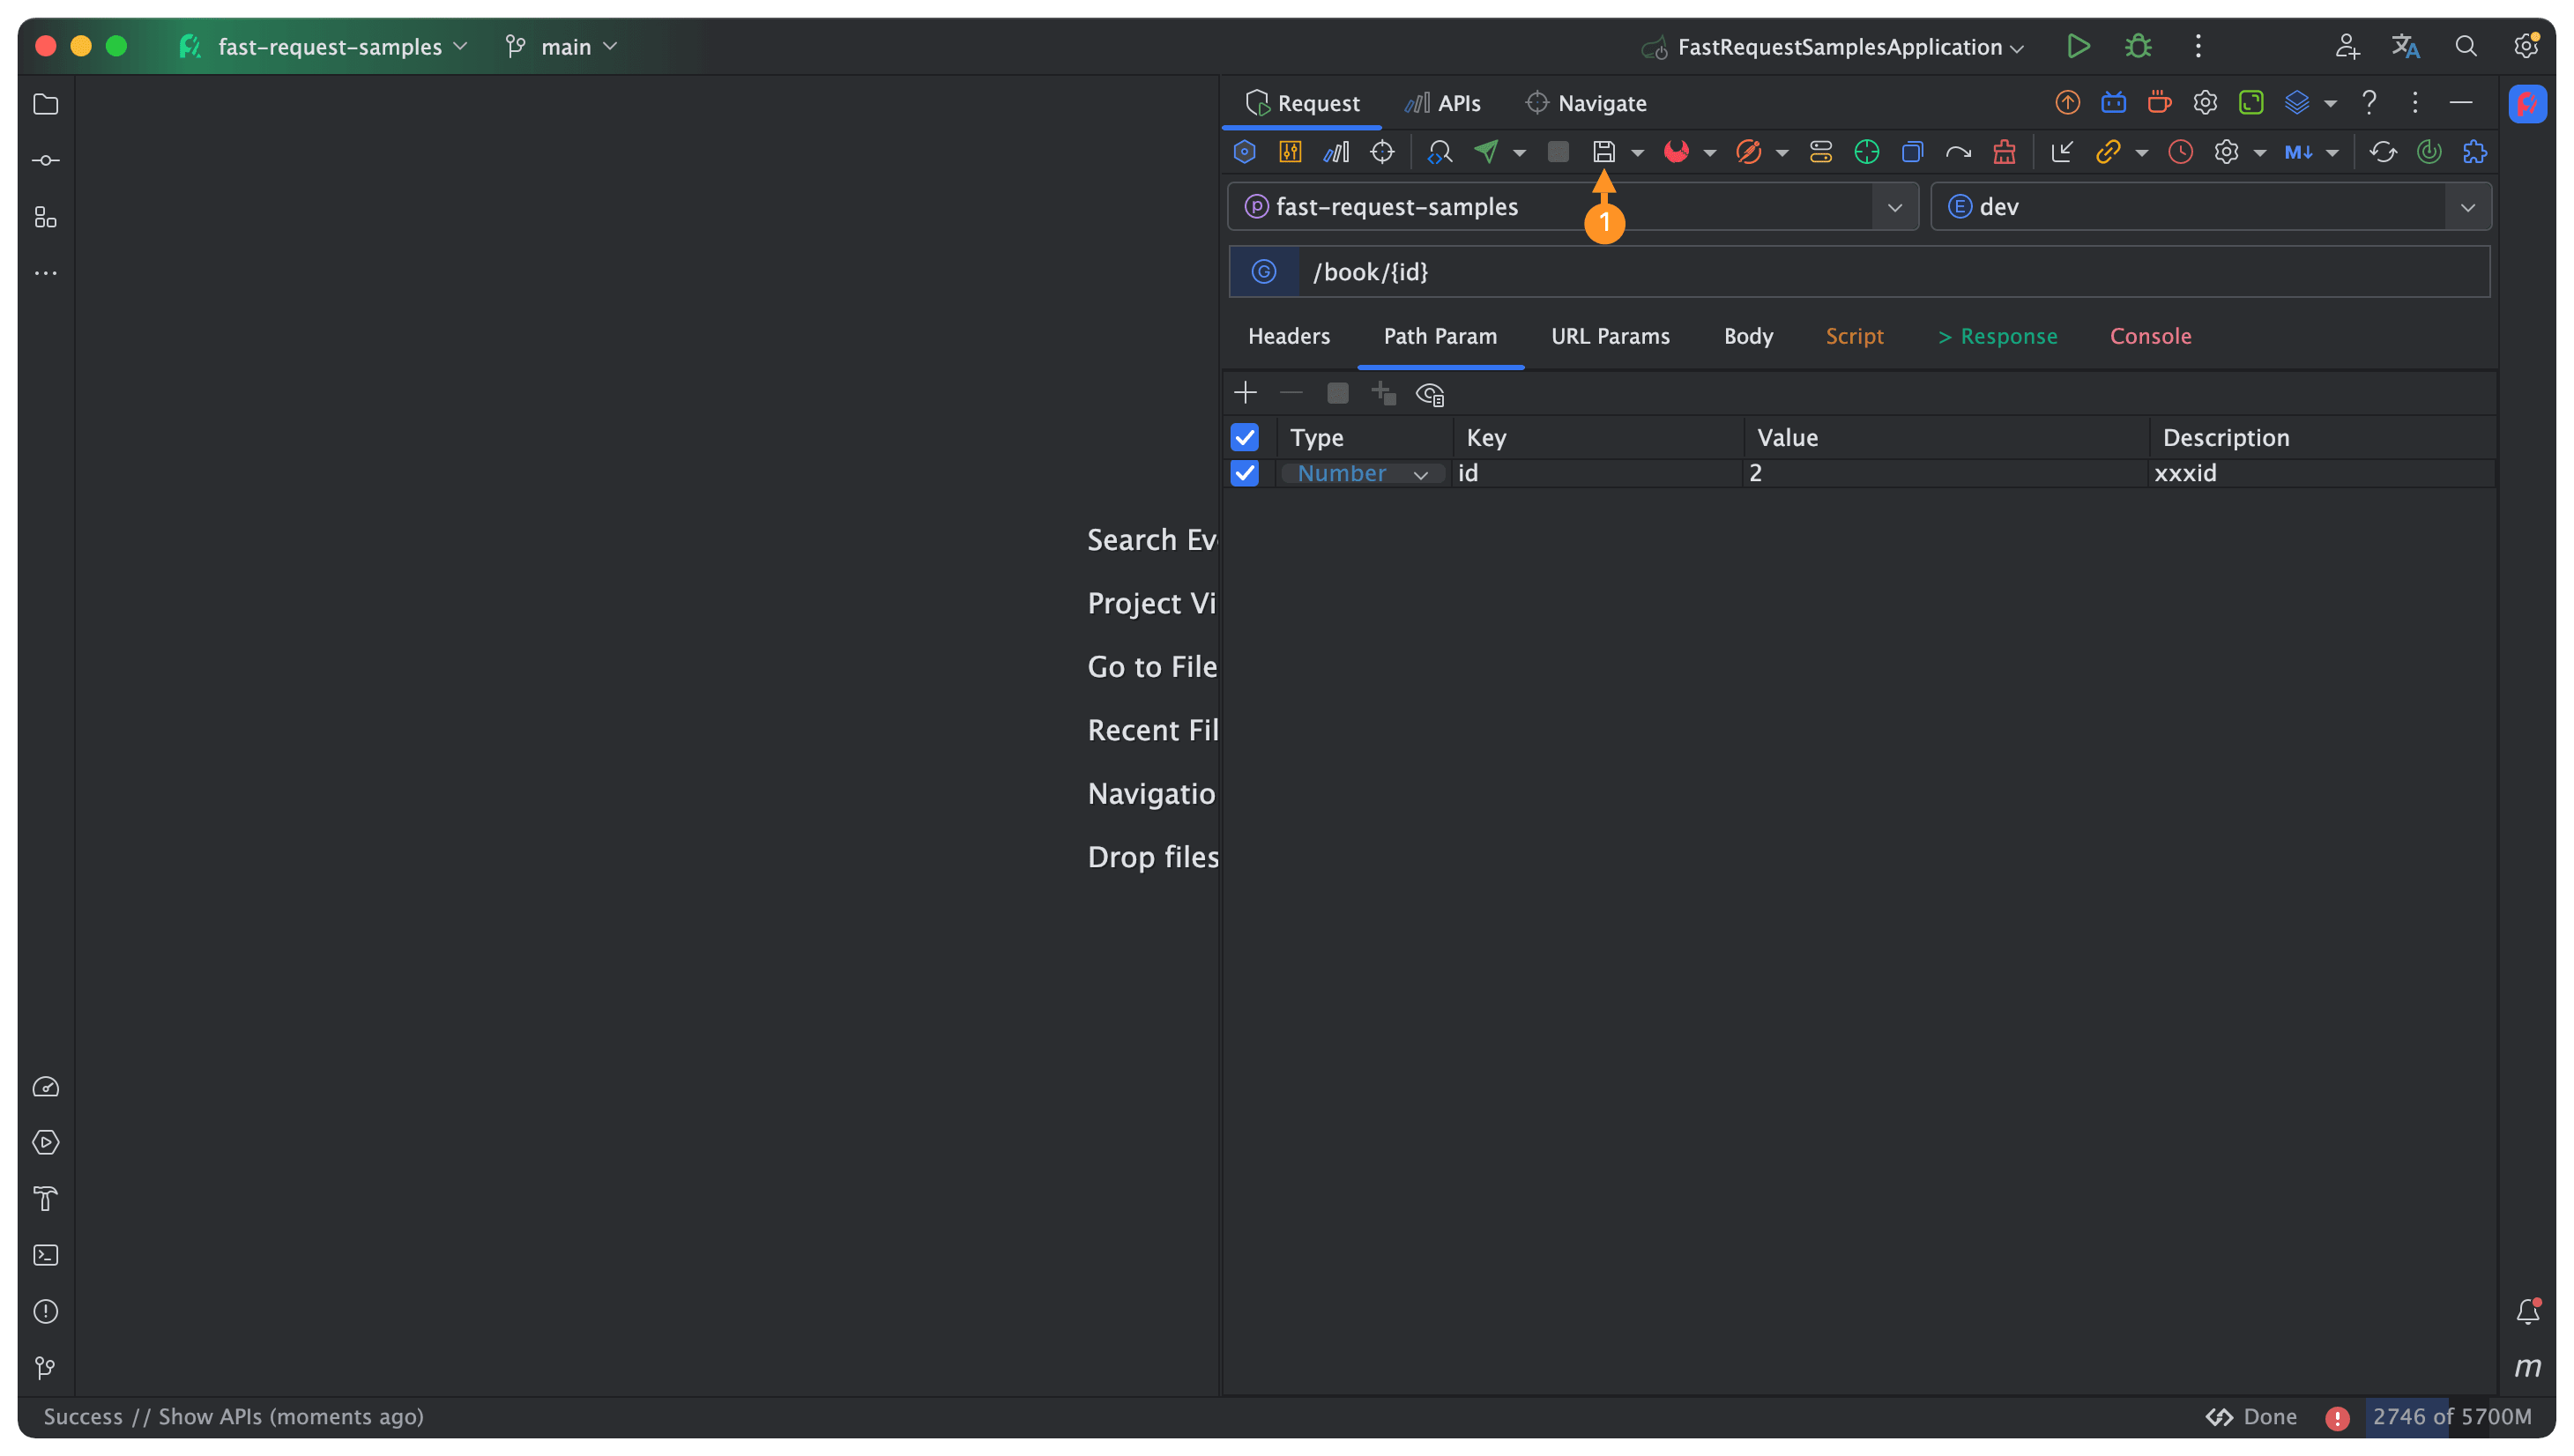 fast-request-samples
main
FastRequestSamplesApplication
Request
APIs
Navigate
M↓
P fast-request-samples
E dev
1
G /book/{id}
Headers
Path Param
URL Params
Body
Script
> Response
Console
Type
Key
Value
Description
Number
id
2
xxxid
Search Ev
Project Vi
Go to File
Recent Fil
Navigatio
Drop files
m
Success // Show APIs (moments ago)
Done
2746 of 5700M